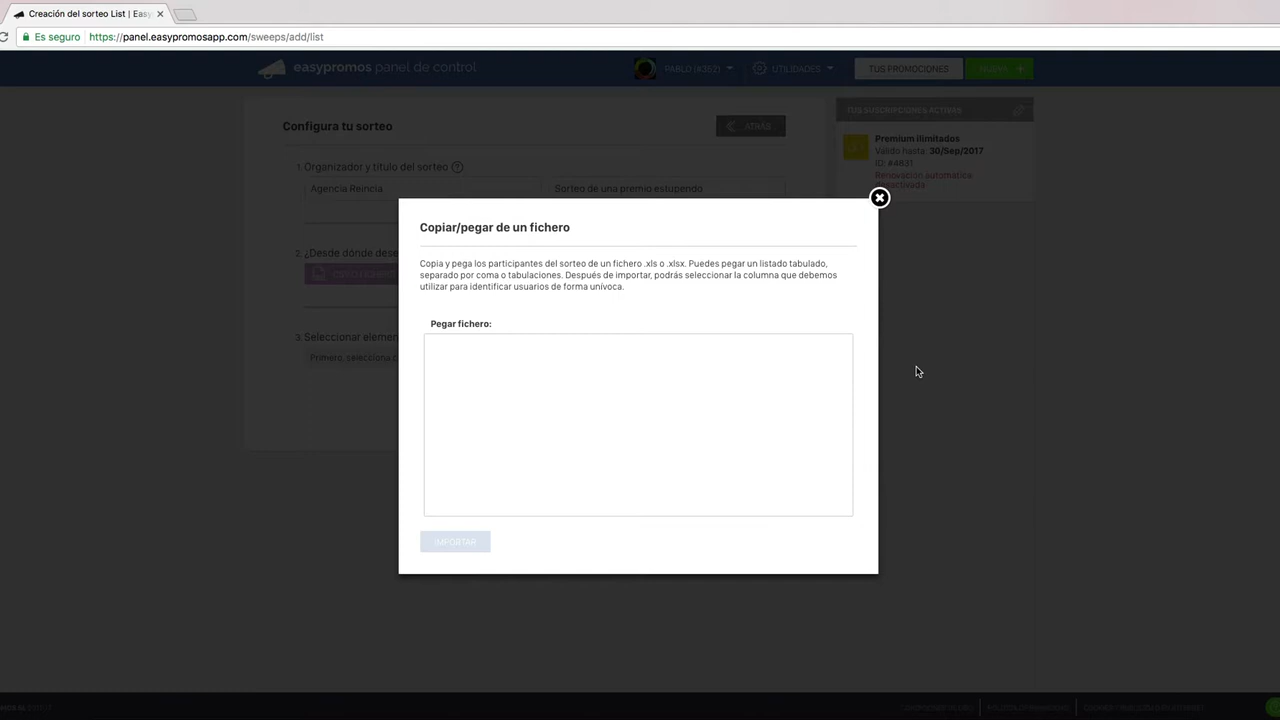 Creación del sorteo List | Easy
Es seguro https://panel.easypromosapp.com/sweeps/add/list
easypromos panel de control
PABLO (4362)
UTILIDADES
TUS PROMOCIONES
NUEVA +
Configura tu sorteo
ATRÁS
TUS SUSCRIPCIONES ACTIVAS
Premium ilimitados
Válido hasta: 30/Sep/2017
ID: #4831
Renovación automática
desactivada
1. Organizador y título del sorteo ?
Agencia Reincia
Sorteo de una premio estupendo
2. ¿Desde dónde dese
3. Seleccionar elemen
Primero, selecciona
Copiar/pegar de un fichero
Copia y pega los participantes del sorteo de un fichero .xls o .xlsx. Puedes pegar un listado tabulado,
separado por coma o tabulaciones. Después de importar, podrás seleccionar la columna que debemos
utilizar para identificar usuarios de forma unívoca.
Pegar fichero:
IMPORTAR